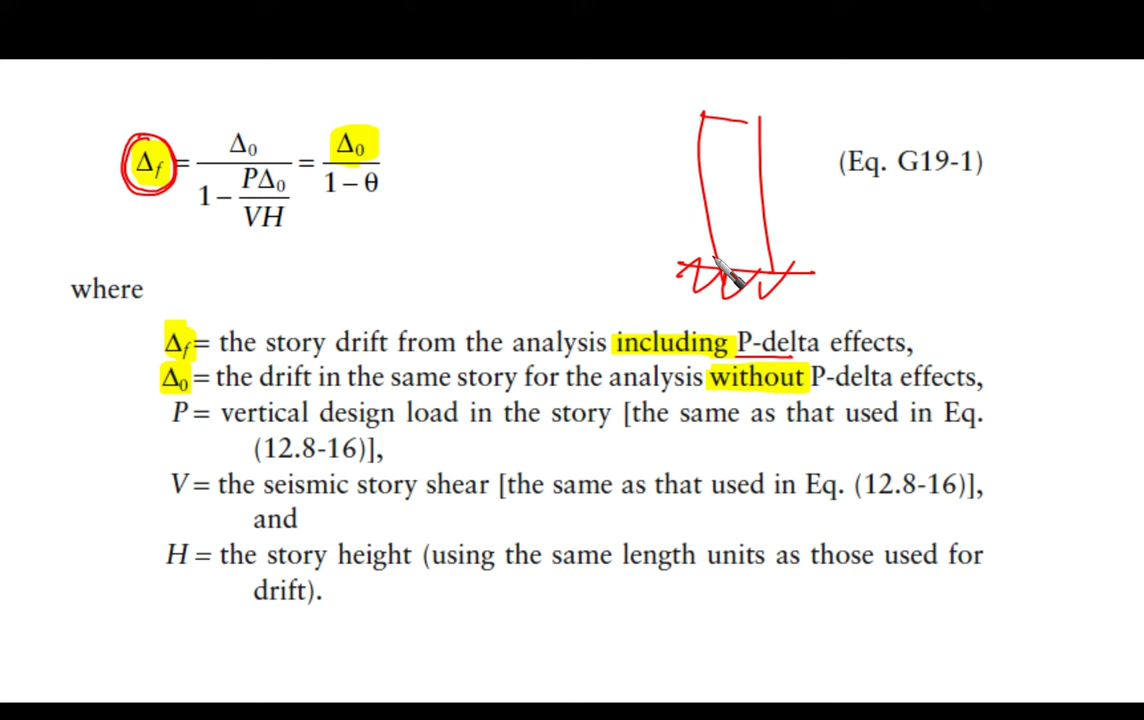 Δf = Δ0 / (1 − PΔ0 / VH) = Δ0 / (1 − θ) (Eq. G19-1)
where
Δf = the story drift from the analysis including P-delta effects,
Δ0 = the drift in the same story for the analysis without P-delta effects,
P = vertical design load in the story [the same as that used in Eq.
(12.8-16)],
V = the seismic story shear [the same as that used in Eq. (12.8-16)],
and
H = the story height (using the same length units as those used for
drift).